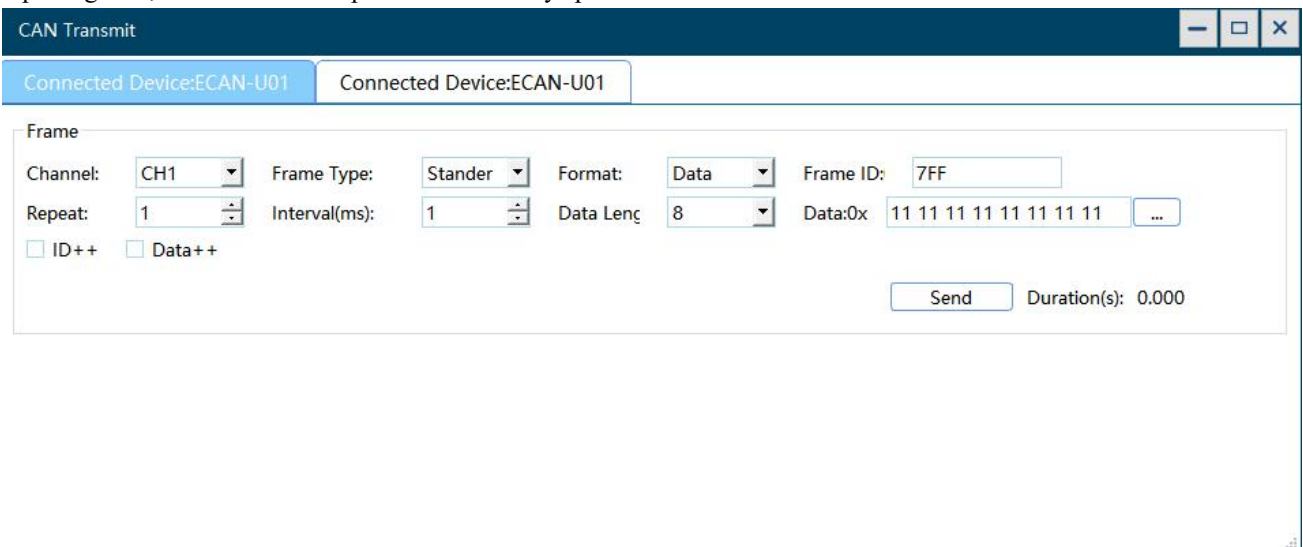 CAN Transmit
Connected Device:ECAN-U01 Connected Device:ECAN-U01
Frame
Channel: CH1 Frame Type: Stander Format: Data Frame ID: 7FF
Repeat: 1 Interval(ms): 1 Data Leng 8 Data:0x 11 11 11 11 11 11 11 11 ...
ID++ Data++
Send Duration(s): 0.000